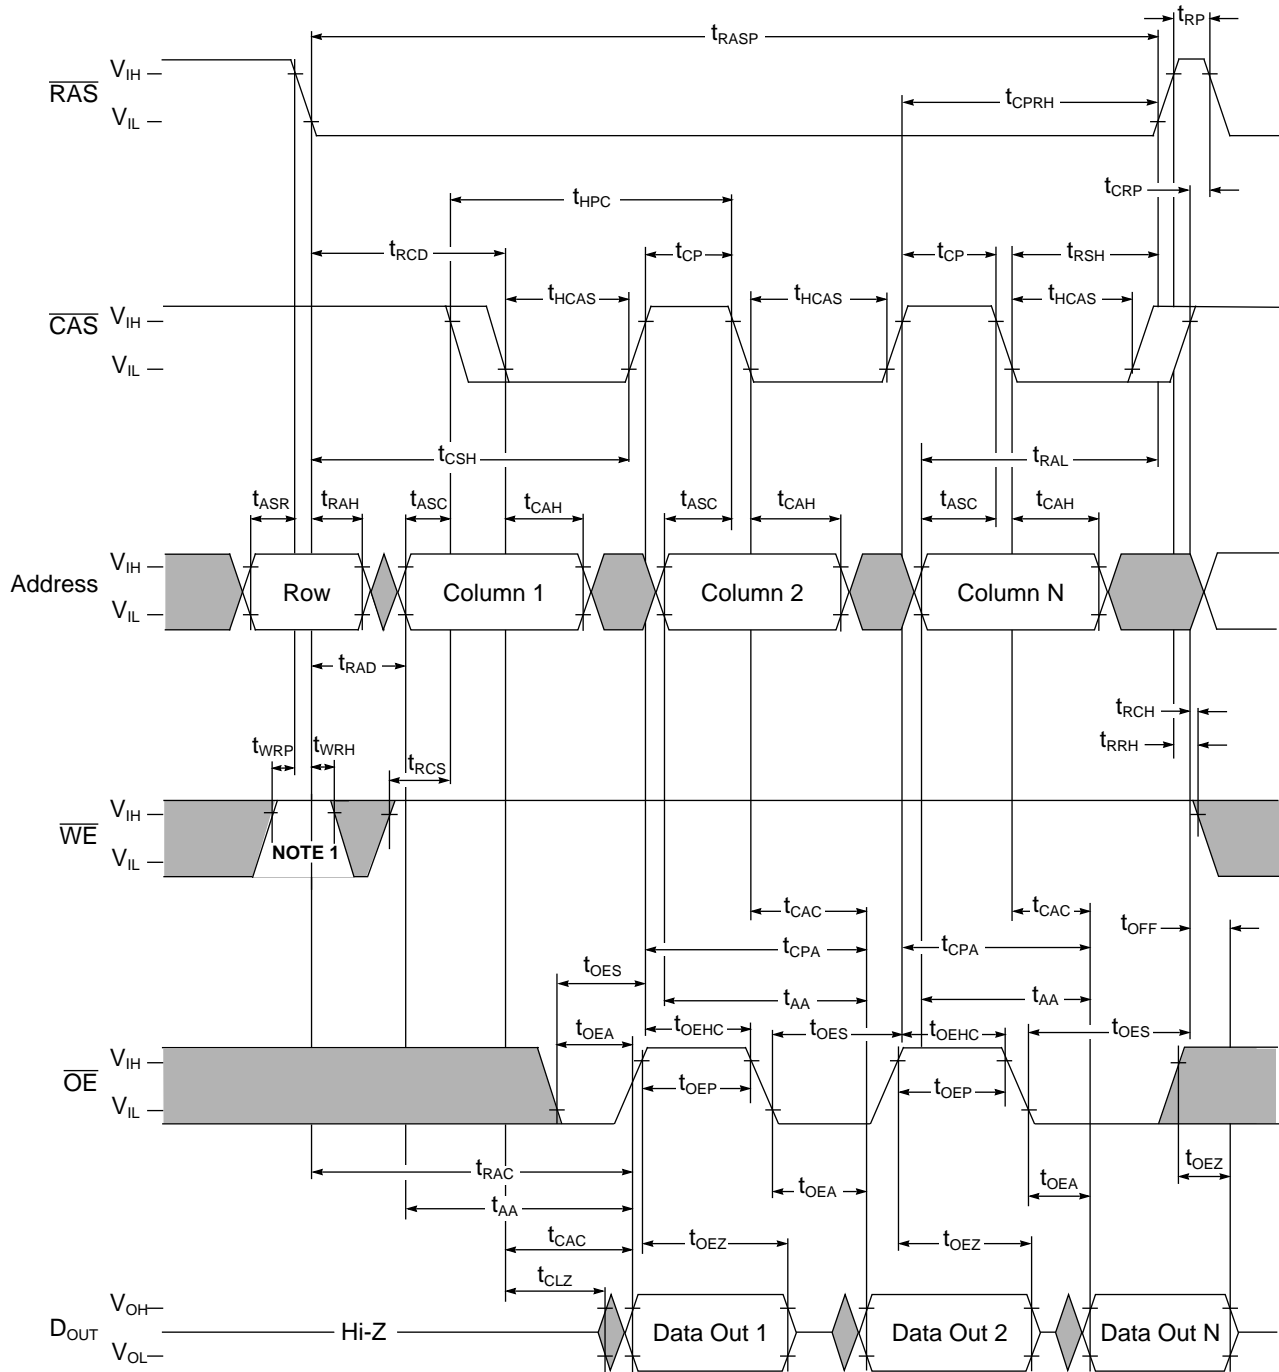 tRP
tRASP
VIH
RAS
tCPRH
VIL
tCRP
tHPC
tRCD
tCP
tCP
tRSH
tHCAS
tHCAS
tHCAS
VIH
CAS
VIL
tCSH
tRAL
tASR
tRAH
tASC
tCAH
tASC
tCAH
tASC
tCAH
VIH
Address
Row
Column 1
Column 2
Column N
VIL
tRAD
tRCH
tRRH
tWRP
tWRH
tRCS
VIH
WE
NOTE 1
VIL
tCAC
tCAC
tOFF
tCPA
tCPA
tOES
tAA
tAA
tOEA
tOEHC
tOES
tOEHC
tOES
VIH
OE
tOEP
tOEP
VIL
tRAC
tOEZ
tOEA
tOEA
tAA
tCAC
tOEZ
tOEZ
tCLZ
VOH
DOUT
Hi-Z
Data Out 1
Data Out 2
Data Out N
VOL